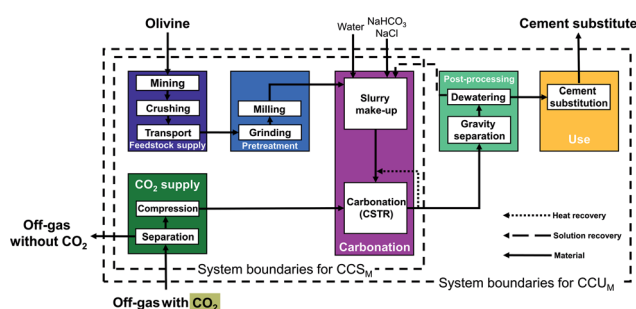 Olivine
Water
NaHCO₃
NaCl
Cement substitute
Mining
Crushing
Transport
Feedstock supply
Milling
Grinding
Pretreatment
Slurry
make-up
Carbonation
(CSTR)
Carbonation
Post-processing
Dewatering
Gravity
separation
Cement
substitution
Use
CO₂ supply
Compression
Separation
Off-gas
without CO₂
Off-gas with CO₂
Heat recovery
Solution recovery
Material
System boundaries for CCSM
System boundaries for CCUM